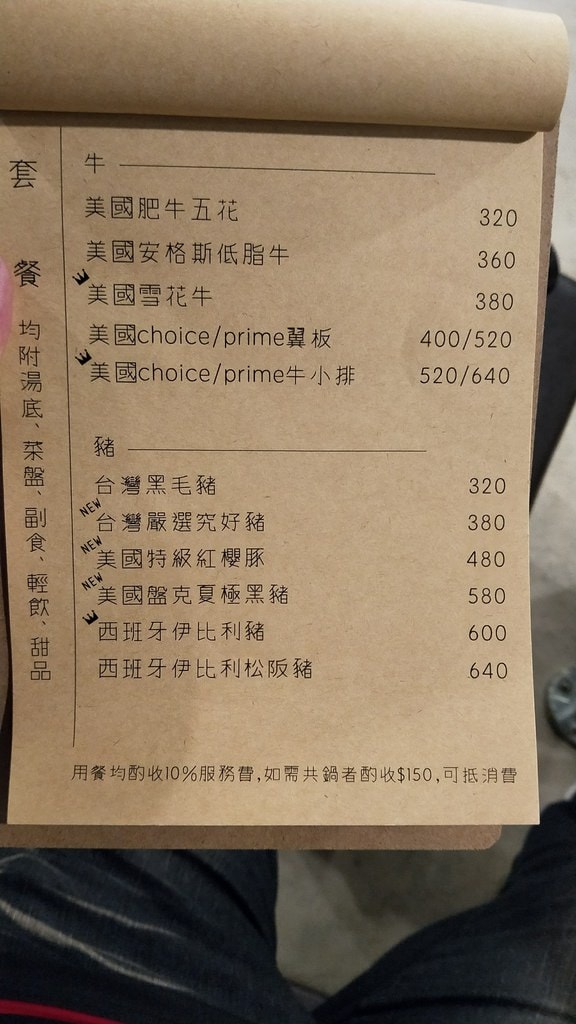 套餐
均附湯底、菜盤、副食、輕飲、甜品
牛
美國肥牛五花 320
美國安格斯低脂牛 360
美國雪花牛 380
美國choice/prime翼板 400/520
美國choice/prime牛小排 520/640
豬
台灣黑毛豬 320
NEW 台灣嚴選究好豬 380
NEW 美國特級紅櫻豚 480
NEW 美國盤克夏極黑豬 580
西班牙伊比利豬 600
西班牙伊比利松阪豬 640
用餐均酌收10%服務費,如需共鍋者酌收$150,可抵消費